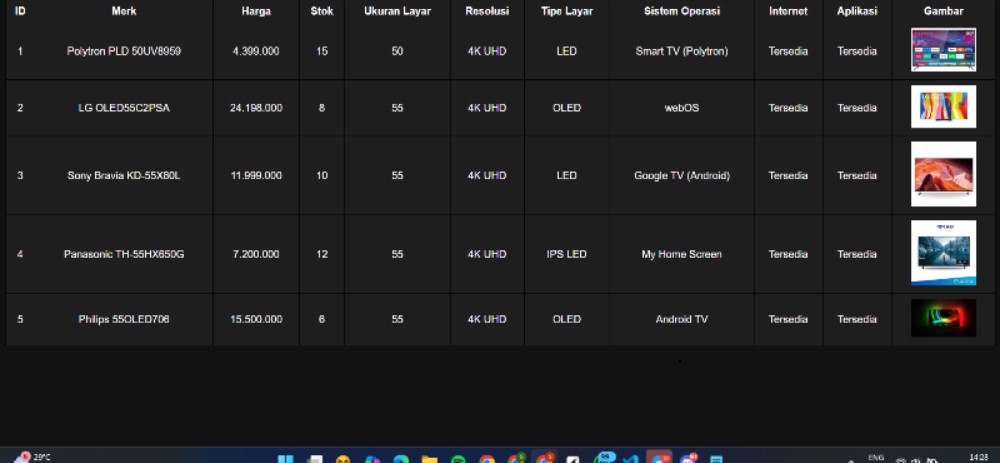 ID Merk Harga Stok Ukuran Layar Resolusi Tipe Layar Sistem Operasi Internet Aplikasi Gambar
1 Polytron PLD 50UV8959 4.399.000 15 50 4K UHD LED Smart TV (Polytron) Tersedia Tersedia
2 LG OLED55C2PSA 24.198.000 8 55 4K UHD OLED webOS Tersedia Tersedia
3 Sony Bravia KD-55X80L 11.999.000 10 55 4K UHD LED Google TV (Android) Tersedia Tersedia
4 Panasonic TH-55HX650G 7.200.000 12 55 4K UHD IPS LED My Home Screen Tersedia Tersedia
5 Philips 55OLED706 15.500.000 6 55 4K UHD OLED Android TV Tersedia Tersedia
29°C ENG 14:28